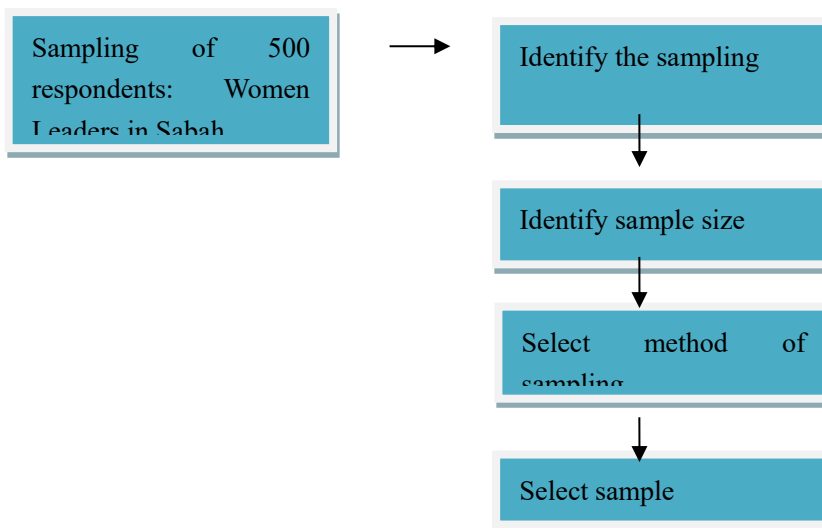 Sampling of 500
respondents: Women
Leaders in Sabah
Identify the sampling
Identify sample size
Select method of
sampling
Select sample